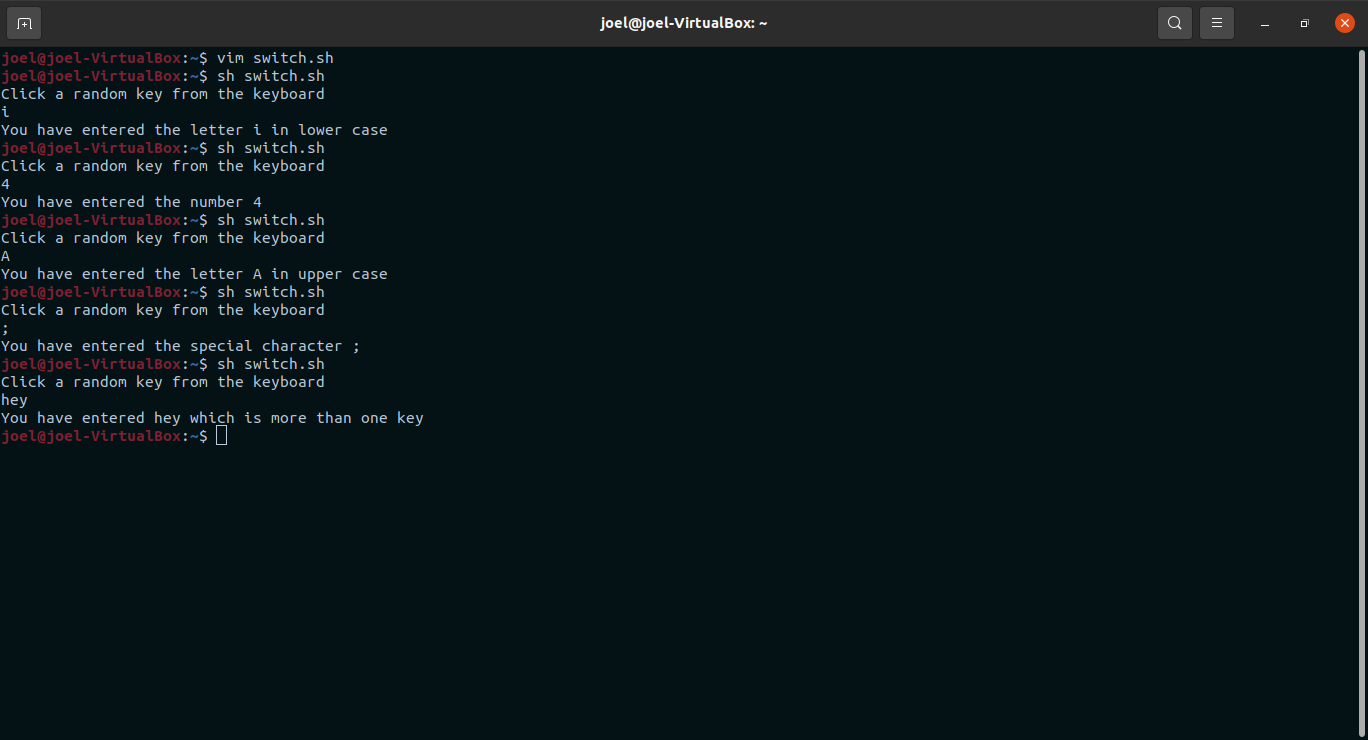 joel@joel-VirtualBox: ~
joel@joel-VirtualBox:~$ vim switch.sh
joel@joel-VirtualBox:~$ sh switch.sh
Click a random key from the keyboard
i
You have entered the letter i in lower case
joel@joel-VirtualBox:~$ sh switch.sh
Click a random key from the keyboard
4
You have entered the number 4
joel@joel-VirtualBox:~$ sh switch.sh
Click a random key from the keyboard
A
You have entered the letter A in upper case
joel@joel-VirtualBox:~$ sh switch.sh
Click a random key from the keyboard
;
You have entered the special character ;
joel@joel-VirtualBox:~$ sh switch.sh
Click a random key from the keyboard
hey
You have entered hey which is more than one key
joel@joel-VirtualBox:~$